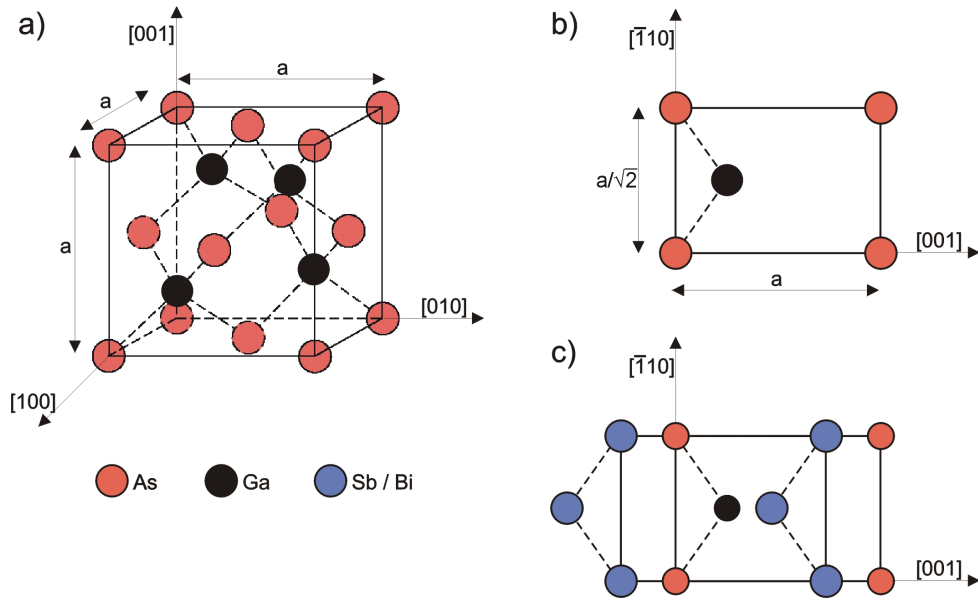 a)
[001]
a
a
a
[010]
[100]
As
Ga
Sb / Bi
b)
[1̅10]
a/√2
[001]
a
c)
[1̅10]
[001]